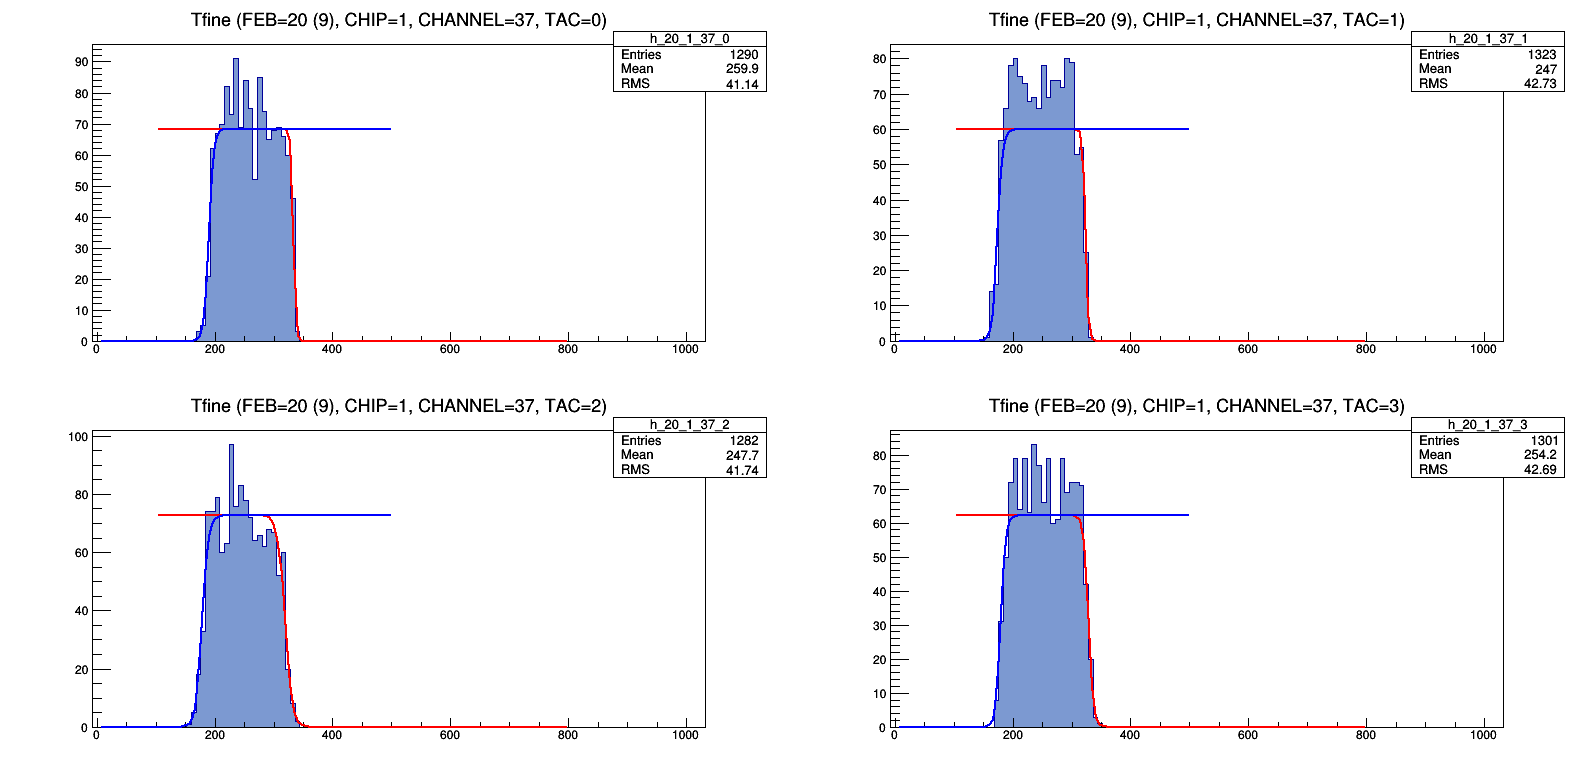 Tfine (FEB=20 (9), CHIP=1, CHANNEL=37, TAC=0)
h_20_1_37_0
Entries 1290
Mean 259.9
RMS 41.14
90
80
70
60
50
40
30
20
10
0
0 200 400 600 800 1000
Tfine (FEB=20 (9), CHIP=1, CHANNEL=37, TAC=1)
h_20_1_37_1
Entries 1323
Mean 247
RMS 42.73
80
70
60
50
40
30
20
10
0
0 200 400 600 800 1000
Tfine (FEB=20 (9), CHIP=1, CHANNEL=37, TAC=2)
h_20_1_37_2
Entries 1282
Mean 247.7
RMS 41.74
100
80
60
40
20
0
0 200 400 600 800 1000
Tfine (FEB=20 (9), CHIP=1, CHANNEL=37, TAC=3)
h_20_1_37_3
Entries 1301
Mean 254.2
RMS 42.69
80
70
60
50
40
30
20
10
0
0 200 400 600 800 1000